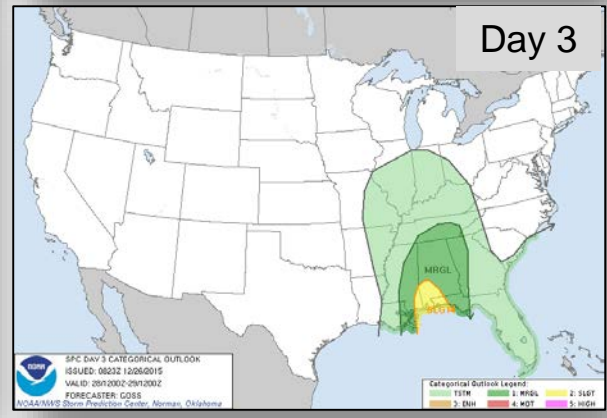 Day 3
MRGL
SLGT
SPC DAY 3 CATEGORICAL OUTLOOK
ISSUED: 0823Z 12/26/2015
VALID: 28/1200Z-29/1200Z
FORECASTER: GOSS
NOAA/NWS Storm Prediction Center, Norman, Oklahoma
NOAA
Categorical Outlook Legend:
TSTM 1: MRGL 2: SLGT
3: ENH 4: MDT 5: HIGH